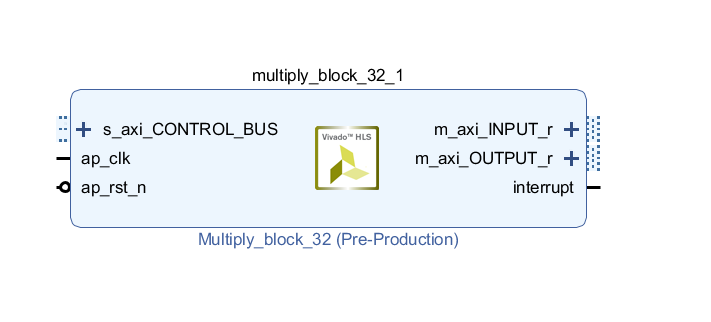 multiply_block_32_1
s_axi_CONTROL_BUS
ap_clk
ap_rst_n
Vivado™ HLS
m_axi_INPUT_r
m_axi_OUTPUT_r
interrupt
Multiply_block_32 (Pre-Production)